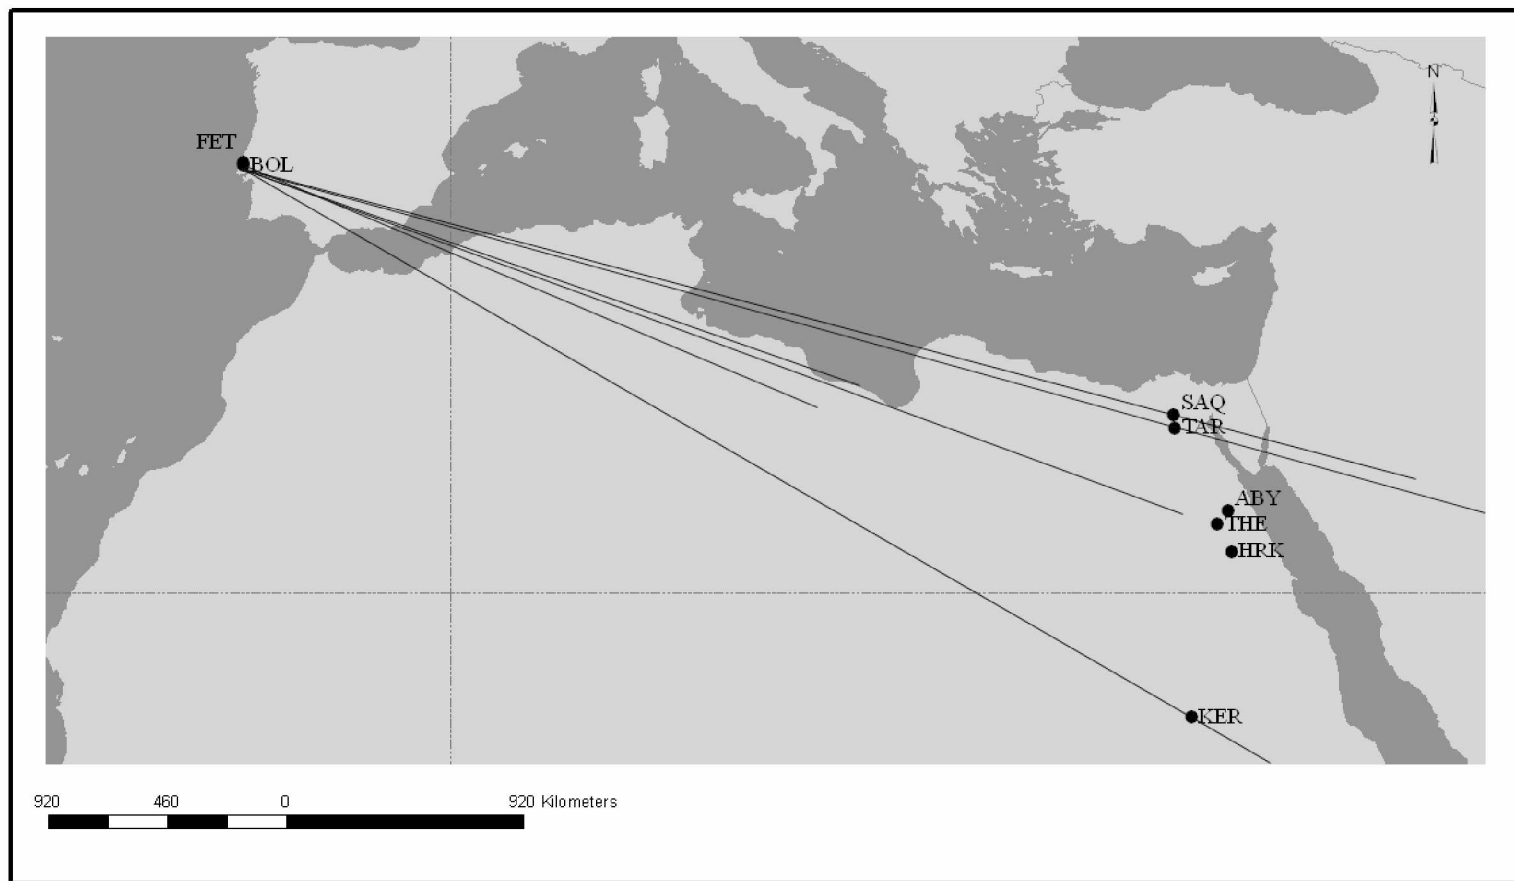 N
FET
BOL
SAQ
TAR
ABY
THE
HRK
KER
920 460 0 920 Kilometers